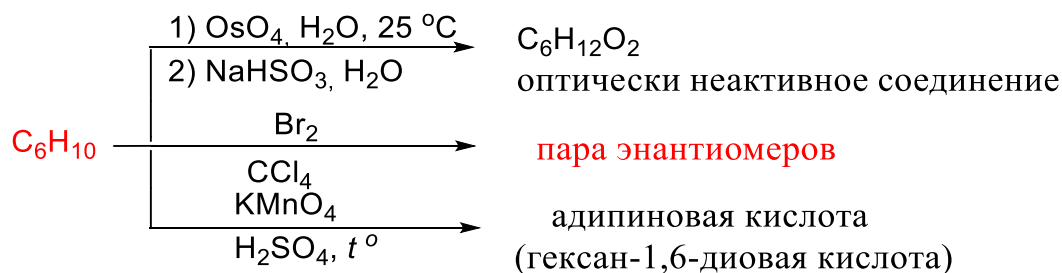 1) OsO₄, H₂O, 25 °C
2) NaHSO₃, H₂O
C₆H₁₂O₂
оптически неактивное соединение
C₆H₁₀
Br₂
CCl₄
пара энантиомеров
KMnO₄
H₂SO₄, t °
адипиновая кислота
(гексан-1,6-диовая кислота)